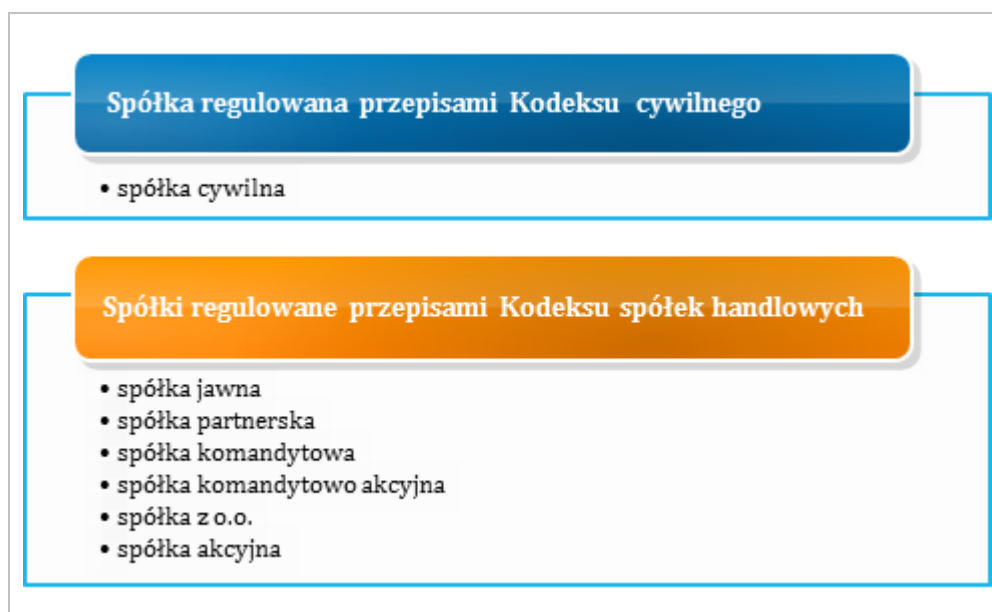 Spółka regulowana przepisami Kodeksu cywilnego
• spółka cywilna
Spółki regulowane przepisami Kodeksu spółek handlowych
• spółka jawna
• spółka partnerska
• spółka komandytowa
• spółka komandytowo akcyjna
• spółka z o.o.
• spółka akcyjna